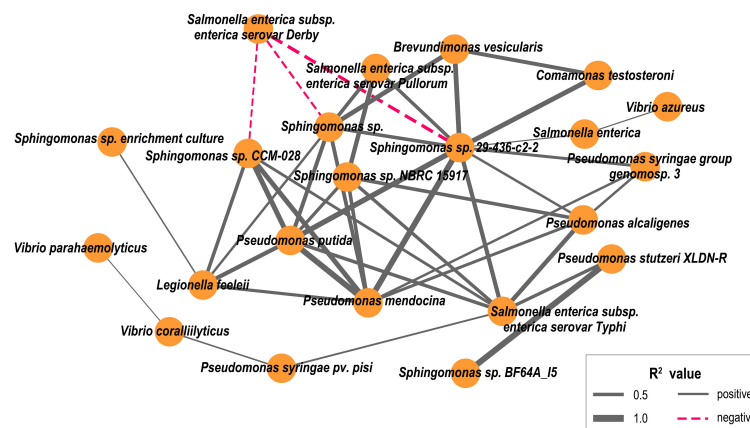 Salmonella enterica subsp.
enterica serovar Derby
Brevundimonas vesicularis
Salmonella enterica subsp.
enterica serovar Pullorum
Comamonas testosteroni
Vibrio azureus
Sphingomonas sp.
Salmonella enterica
Sphingomonas sp. enrichment culture
Sphingomonas sp. CCM-028
Sphingomonas sp. 29-436-c2-2
Pseudomonas syringae group
genomosp. 3
Sphingomonas sp. NBRC 15917
Pseudomonas alcaligenes
Pseudomonas putida
Vibrio parahaemolyticus
Pseudomonas stutzeri XLDN-R
Legionella feeleii
Pseudomonas mendocina
Salmonella enterica subsp.
enterica serovar Typhi
Vibrio coralliilyticus
Pseudomonas syringae pv. pisi
Sphingomonas sp. BF64A_I5
R² value
0.5 positive
1.0 negativ